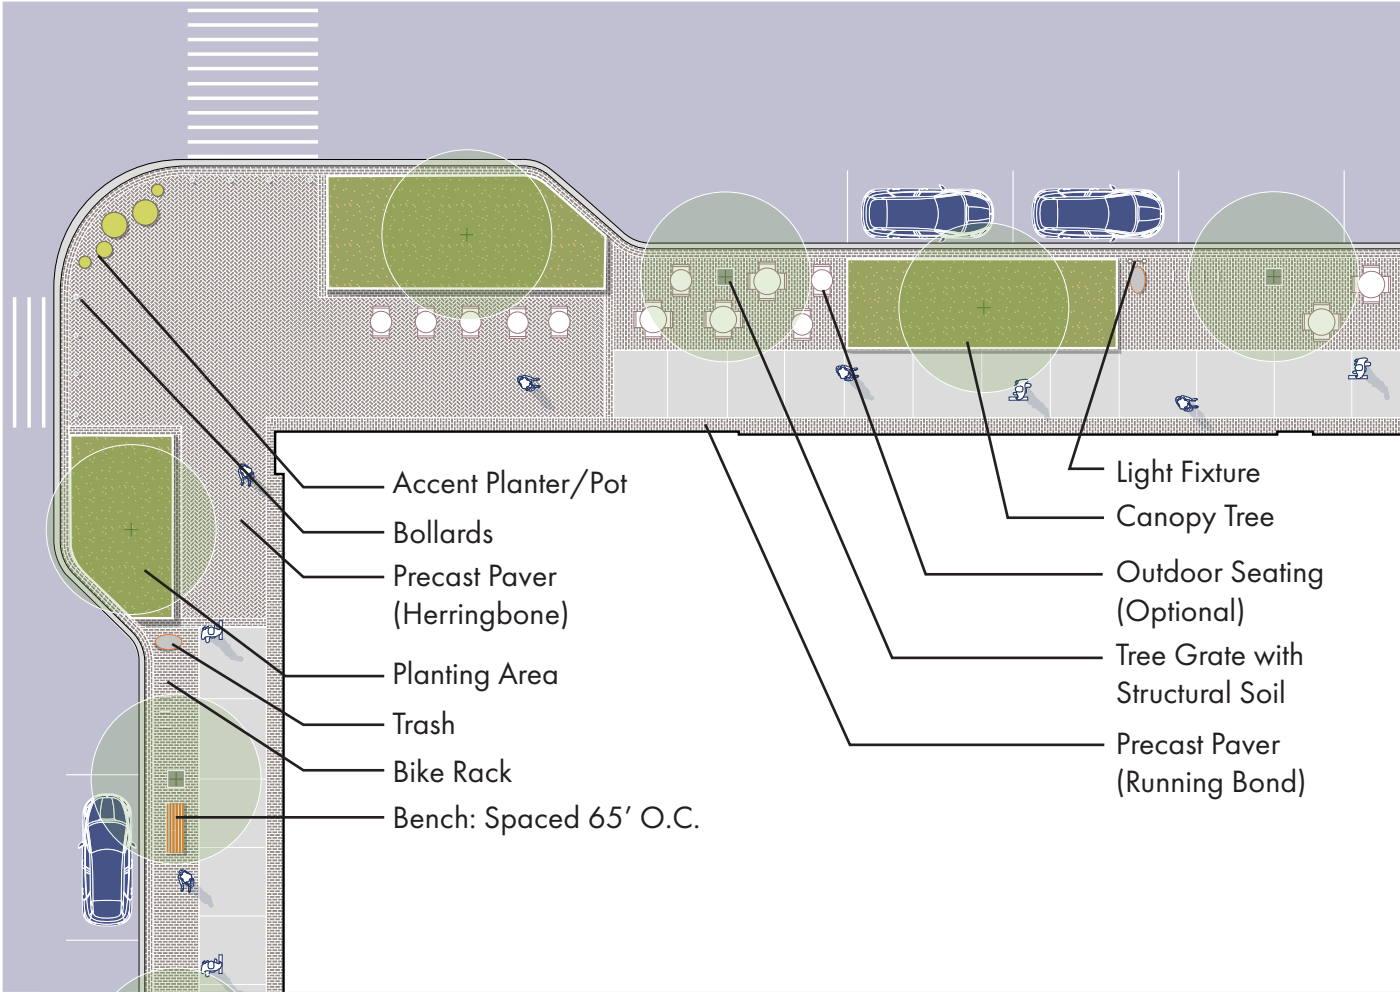 Accent Planter/Pot
Bollards
Precast Paver
(Herringbone)
Planting Area
Trash
Bike Rack
Bench: Spaced 65’ O.C.
Light Fixture
Canopy Tree
Outdoor Seating
(Optional)
Tree Grate with
Structural Soil
Precast Paver
(Running Bond)